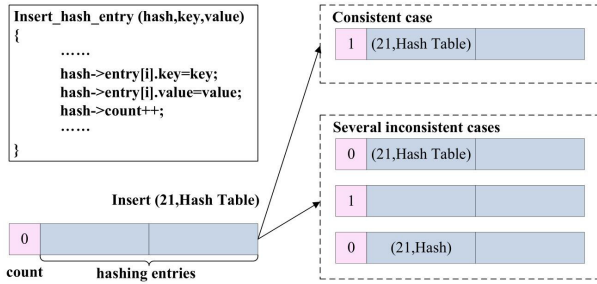 Insert_hash_entry (hash,key,value)
{
......
hash->entry[i].key=key;
hash->entry[i].value=value;
hash->count++;
......
}
Insert (21,Hash Table)
0
count
hashing entries
Consistent case
1 (21,Hash Table)
Several inconsistent cases
0 (21,Hash Table)
1
0 (21,Hash)